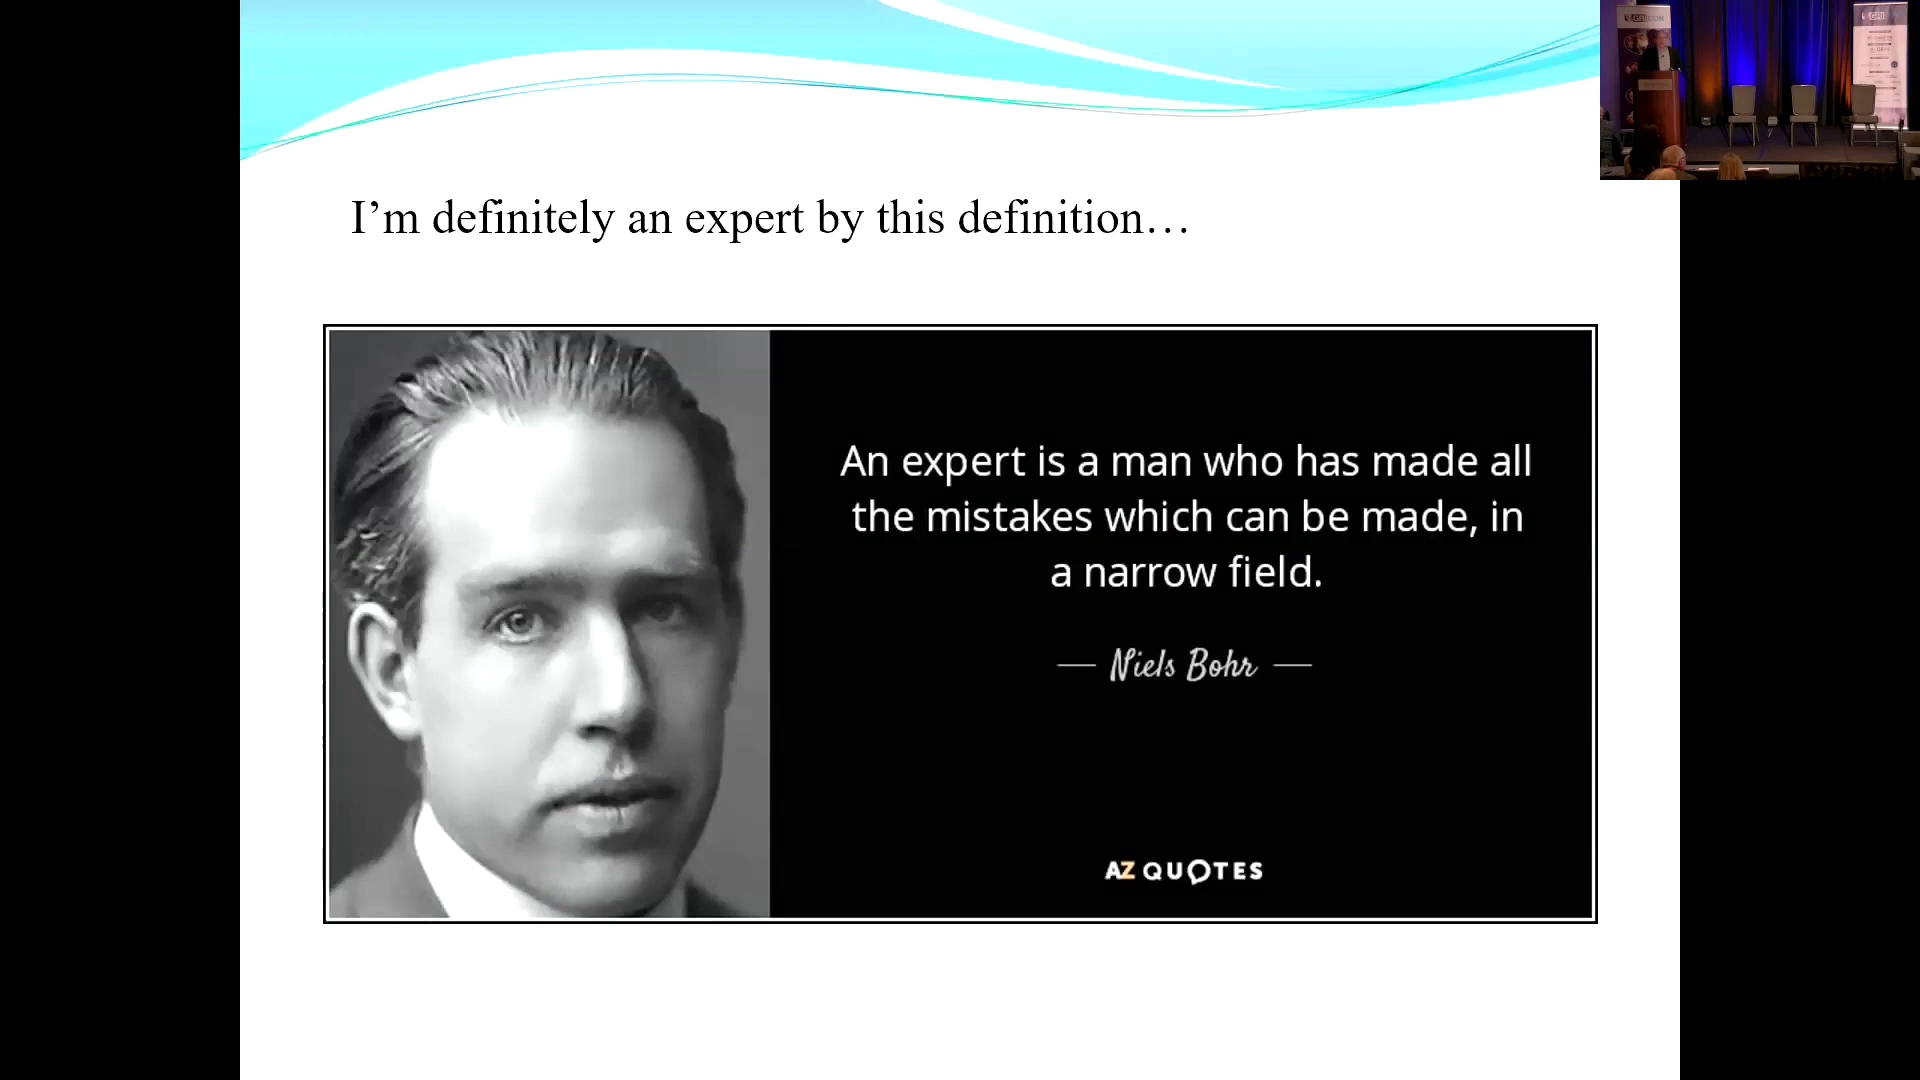 I’m definitely an expert by this definition…
An expert is a man who has made all
the mistakes which can be made, in
a narrow field.
— Niels Bohr —
AZ QUOTES